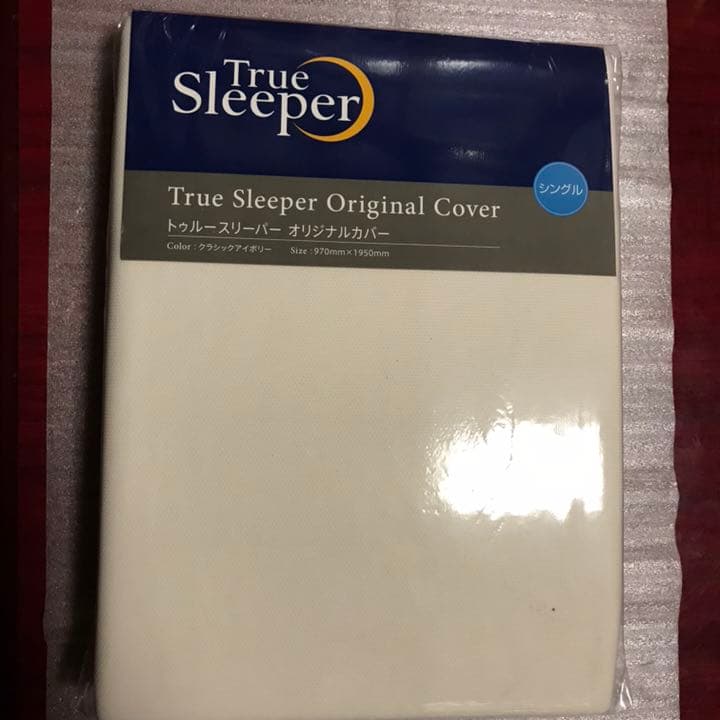 True
Sleeper
シングル
True Sleeper Original Cover
トゥルースリーパー オリジナルカバー
Color : クラシックアイボリー Size : 970mm×1950mm